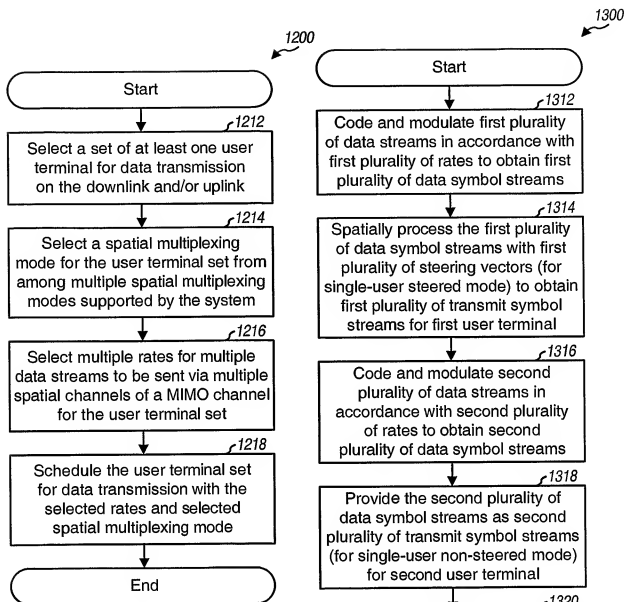 1200
Start
1212
Select a set of at least one user
terminal for data transmission
on the downlink and/or uplink
1214
Select a spatial multiplexing
mode for the user terminal set from
among multiple spatial multiplexing
modes supported by the system
1216
Select multiple rates for multiple
data streams to be sent via multiple
spatial channels of a MIMO channel
for the user terminal set
1218
Schedule the user terminal set
for data transmission with the
selected rates and selected
spatial multiplexing mode
End
1300
Start
1312
Code and modulate first plurality
of data streams in accordance with
first plurality of rates to obtain first
plurality of data symbol streams
1314
Spatially process the first plurality
of data symbol streams with first
plurality of steering vectors (for
single-user steered mode) to obtain
first plurality of transmit symbol
streams for first user terminal
1316
Code and modulate second
plurality of data streams in
accordance with second plurality
of rates to obtain second
plurality of data symbol streams
1318
Provide the second plurality of
data symbol streams as second
plurality of transmit symbol streams
(for single-user non-steered mode)
for second user terminal
1320